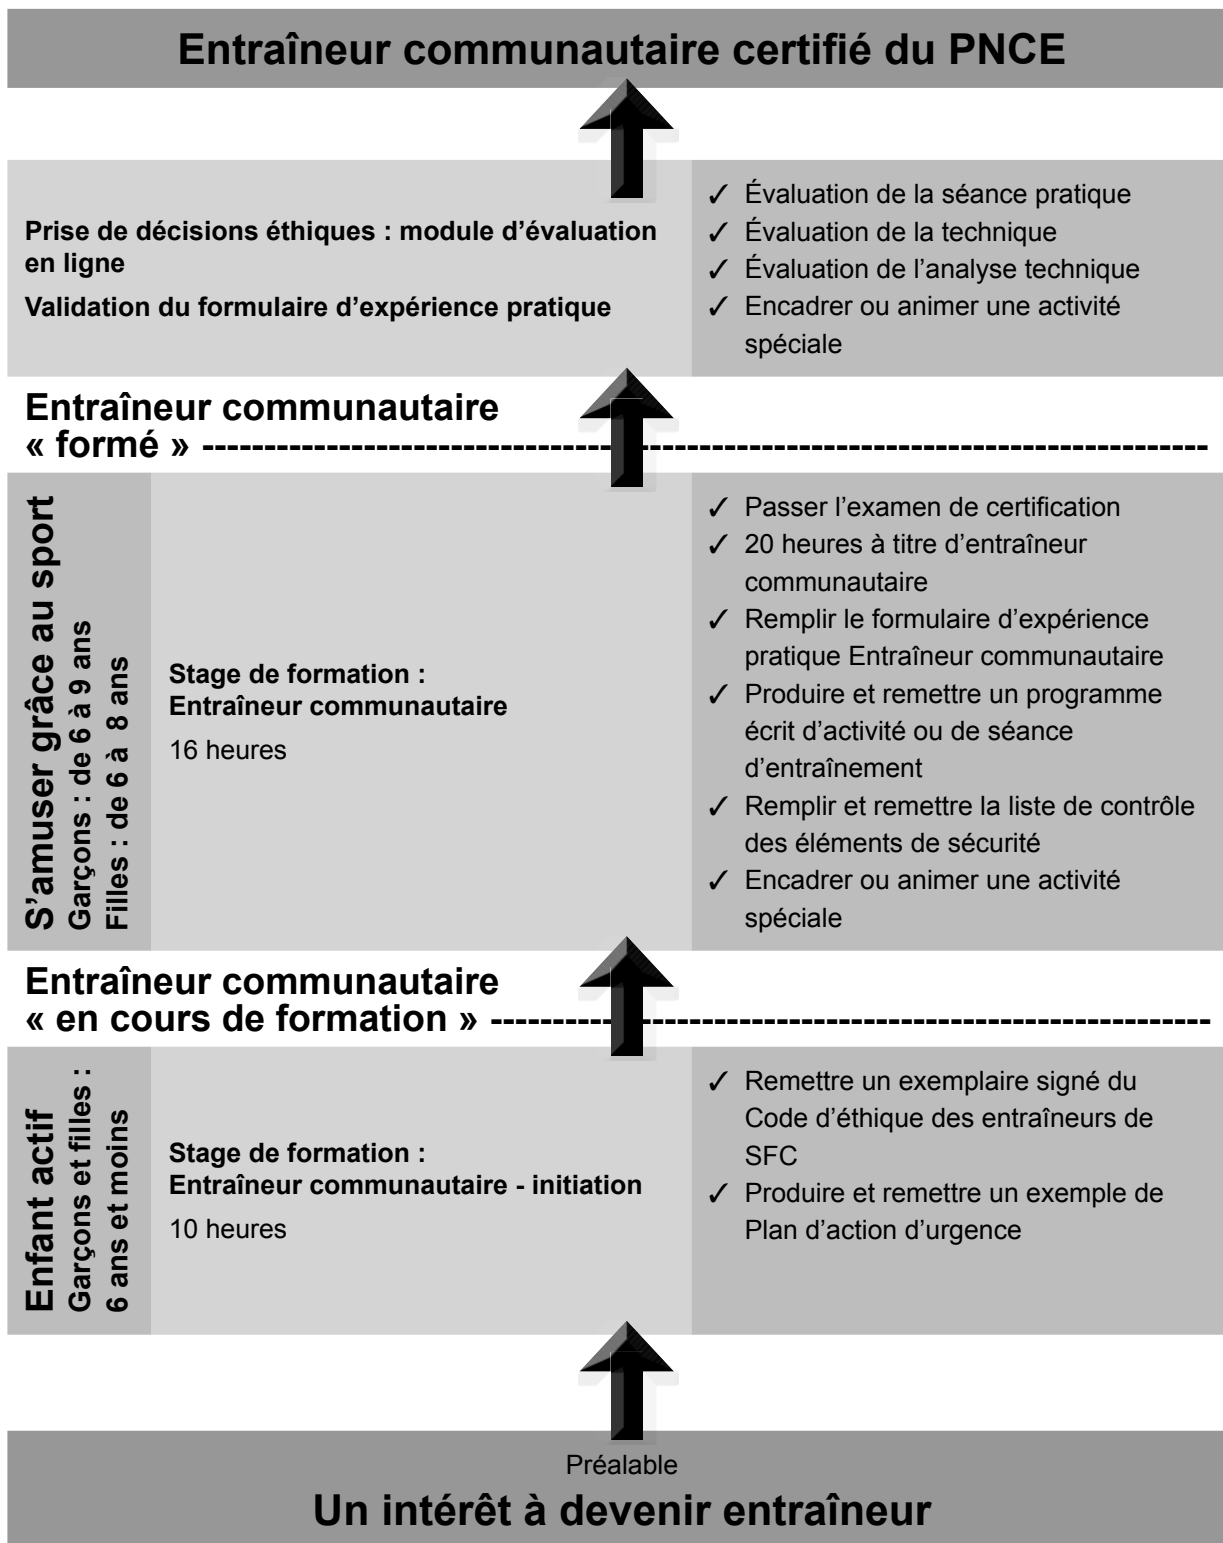 Entraîneur communautaire certifié du PNCE
Prise de décisions éthiques : module d’évaluation
en ligne
Validation du formulaire d’expérience pratique
✓ Évaluation de la séance pratique
✓ Évaluation de la technique
✓ Évaluation de l’analyse technique
✓ Encadrer ou animer une activité
spéciale
Entraîneur communautaire
« formé » --------------------------------------------------------------------------------
S’amuser grâce au sport
Garçons : de 6 à 9 ans
Filles : de 6 à 8 ans
Stage de formation :
Entraîneur communautaire
16 heures
✓ Passer l’examen de certification
✓ 20 heures à titre d’entraîneur
communautaire
✓ Remplir le formulaire d’expérience
pratique Entraîneur communautaire
✓ Produire et remettre un programme
écrit d’activité ou de séance
d’entraînement
✓ Remplir et remettre la liste de contrôle
des éléments de sécurité
✓ Encadrer ou animer une activité
spéciale
Entraîneur communautaire
« en cours de formation » ---------------------------------------------------------
Enfant actif
Garçons et filles :
6 ans et moins
Stage de formation :
Entraîneur communautaire - initiation
10 heures
✓ Remettre un exemplaire signé du
Code d’éthique des entraîneurs de
SFC
✓ Produire et remettre un exemple de
Plan d’action d’urgence
Préalable
Un intérêt à devenir entraîneur